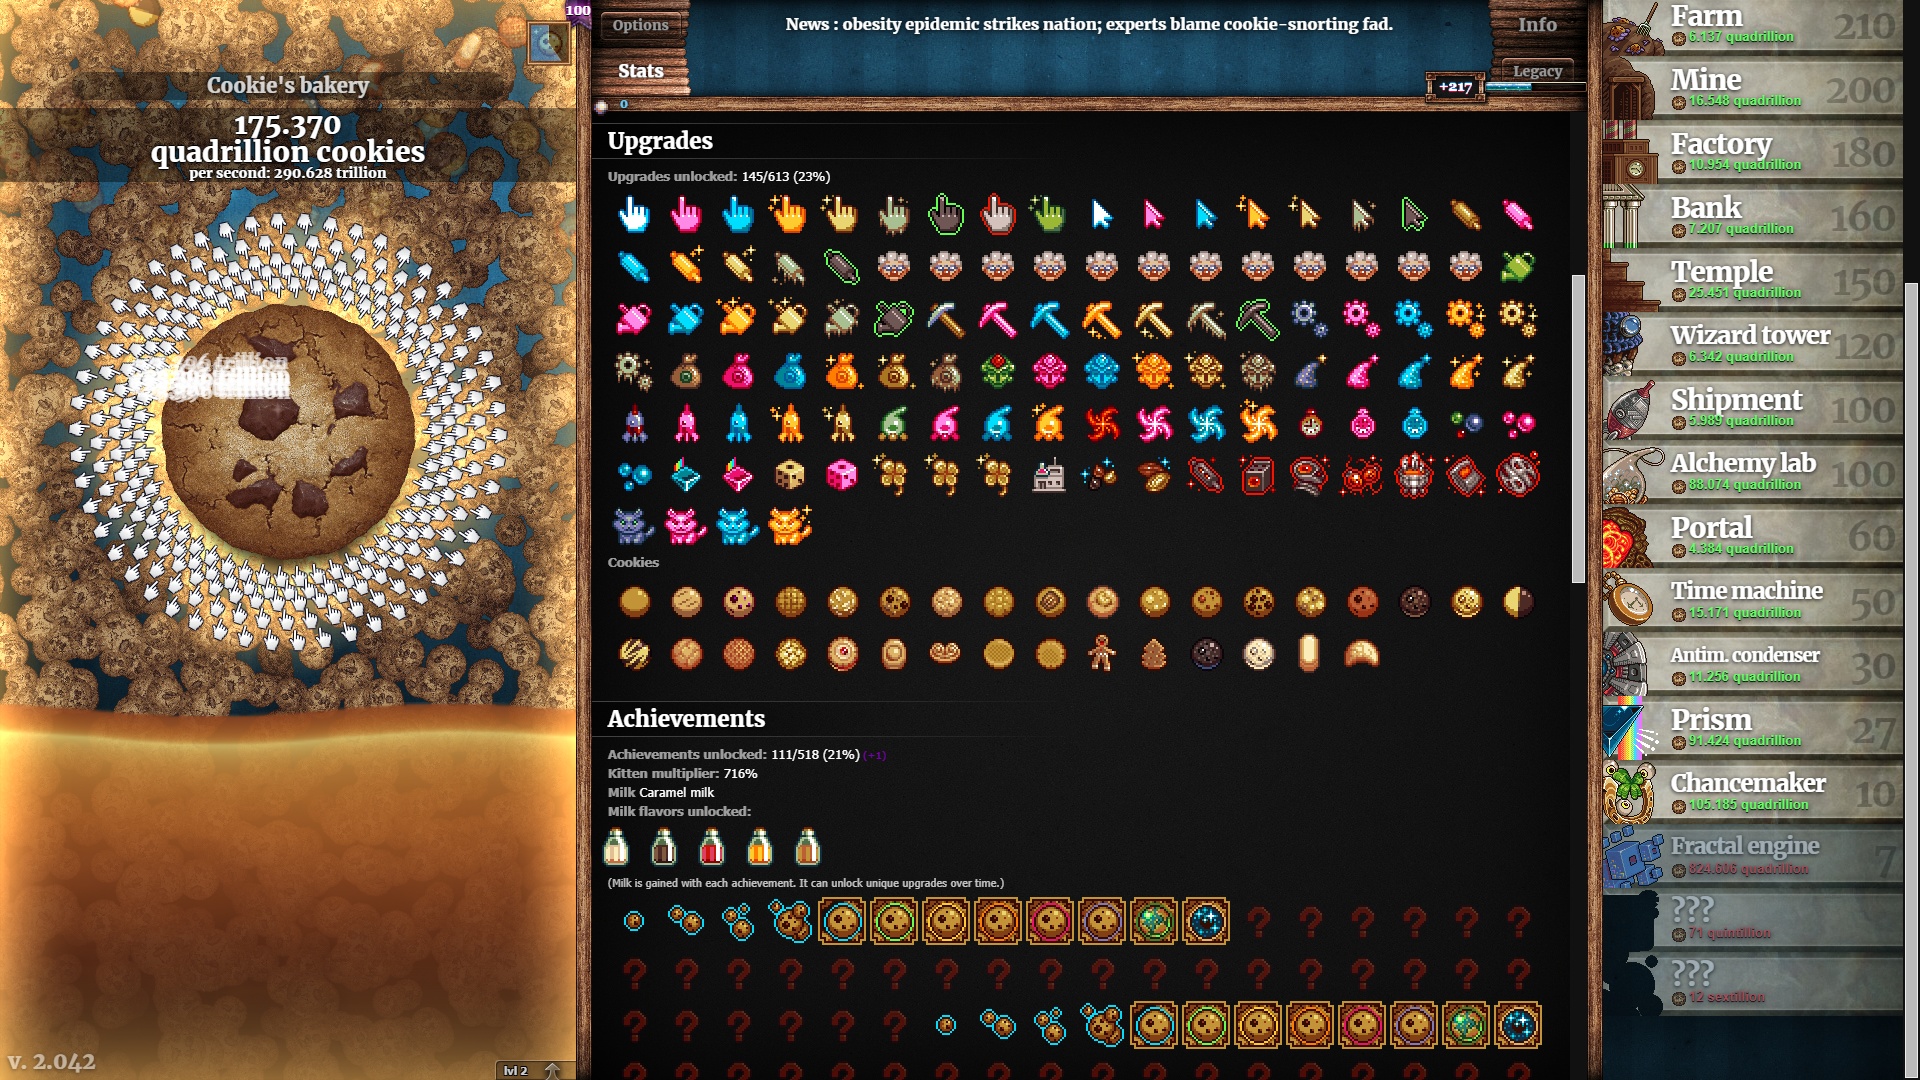 100
Cookie's bakery
175.370
quadrillion cookies
per second: 290.628 trillion
v. 2.042
lvl 2
Options
Stats
News : obesity epidemic strikes nation; experts blame cookie-snorting fad.
Info
Legacy
+217
0
Upgrades
Upgrades unlocked: 145/613 (23%)
Cookies
Achievements
Achievements unlocked: 111/518 (21%) (+1)
Kitten multiplier: 716%
Milk Caramel milk
Milk flavors unlocked:
(Milk is gained with each achievement. It can unlock unique upgrades over time.)
? ? ? ? ? ?
? ? ? ? ? ? ? ? ? ? ? ? ? ? ? ? ? ?
? ? ? ? ? ?
Farm 210
6.137 quadrillion
Mine 200
16.548 quadrillion
Factory 180
10.954 quadrillion
Bank 160
7.207 quadrillion
Temple 150
25.451 quadrillion
Wizard tower 120
6.342 quadrillion
Shipment 100
5.989 quadrillion
Alchemy lab 100
88.074 quadrillion
Portal 60
4.384 quadrillion
Time machine 50
15.171 quadrillion
Antim. condenser 30
11.256 quadrillion
Prism 27
91.424 quadrillion
Chancemaker 10
105.185 quadrillion
Fractal engine 7
824.606 quadrillion
???
71 quintillion
???
12 sextillion